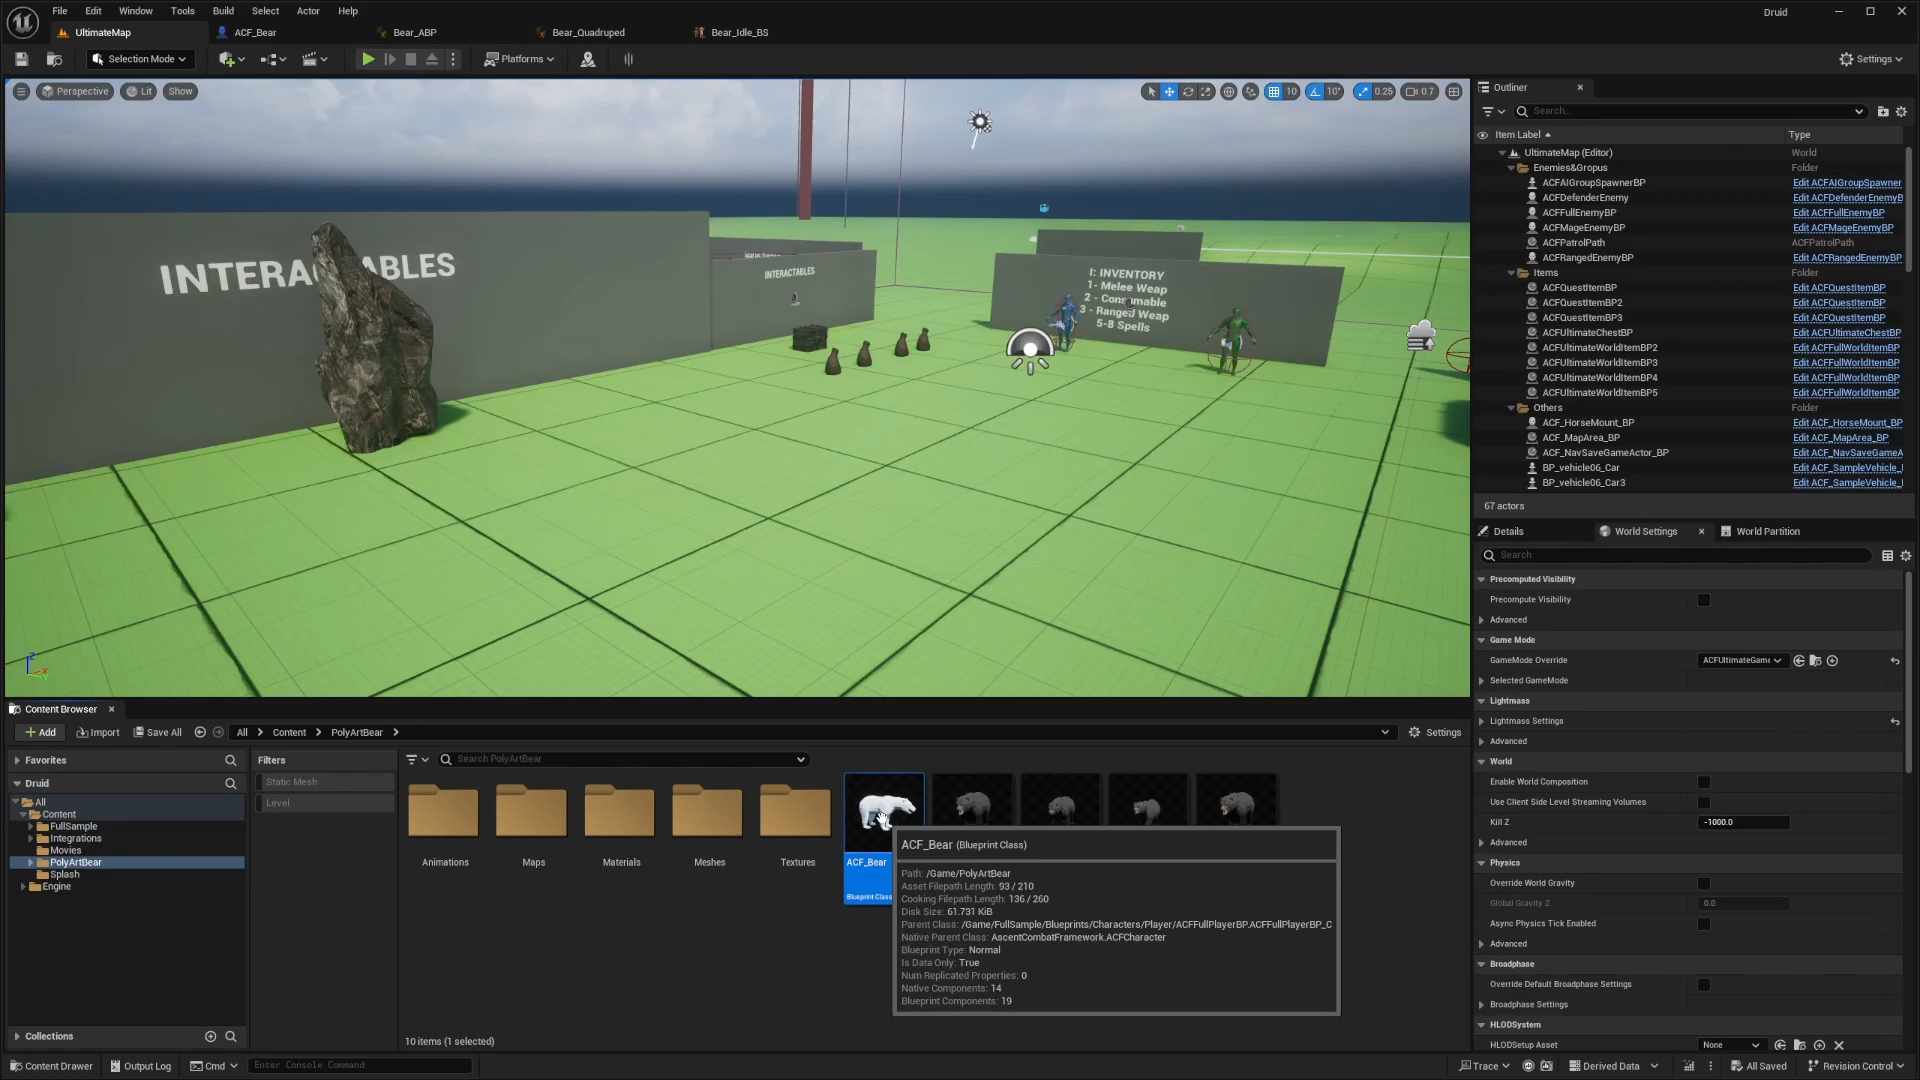 File Edit Window Tools Build Select Actor Help
Druid
UltimateMap
ACF_Bear
Bear_ABP
Bear_Quadruped
Bear_Idle_BS
Selection Mode
Platforms
Settings
Perspective
Lit
Show
10
10°
0.25
0.7
INTERACTABLES
INTERACTABLES
I: INVENTORY
1- Melee Weap
2 - Consumable
3 - Ranged Weap
5-8 Spells
Outliner
Search...
Item Label
Type
UltimateMap (Editor) World
Enemies&Gropus Folder
ACFAIGroupSpawnerBP Edit ACFAIGroupSpawner
ACFDefenderEnemy Edit ACFDefenderEnemyB
ACFFullEnemyBP Edit ACFFullEnemyBP
ACFMageEnemyBP Edit ACFMageEnemyBP
ACFPatrolPath ACFPatrolPath
ACFRangedEnemyBP Edit ACFRangedEnemyBP
Items Folder
ACFQuestItemBP Edit ACFQuestItemBP
ACFQuestItemBP2 Edit ACFQuestItemBP
ACFQuestItemBP3 Edit ACFQuestItemBP
ACFUltimateChestBP Edit ACFUltimateChestBP
ACFUltimateWorldItemBP2 Edit ACFFullWorldItemBP
ACFUltimateWorldItemBP3 Edit ACFFullWorldItemBP
ACFUltimateWorldItemBP4 Edit ACFFullWorldItemBP
ACFUltimateWorldItemBP5 Edit ACFFullWorldItemBP
Others Folder
ACF_HorseMount_BP Edit ACF_HorseMount_BP
ACF_MapArea_BP Edit ACF_MapArea_BP
ACF_NavSaveGameActor_BP Edit ACF_NavSaveGameA
BP_vehicle06_Car Edit ACF_SampleVehicle_
BP_vehicle06_Car3 Edit ACF_SampleVehicle_
67 actors
Details
World Settings
World Partition
Search
Precomputed Visibility
Precompute Visibility
Advanced
Game Mode
GameMode Override ACFUltimateGame
Selected GameMode
Lightmass
Lightmass Settings
Advanced
World
Enable World Composition
Use Client Side Level Streaming Volumes
Kill Z -1000.0
Advanced
Physics
Override World Gravity
Global Gravity Z 0.0
Async Physics Tick Enabled
Advanced
Broadphase
Override Default Broadphase Settings
Broadphase Settings
HLODSystem
HLODSetup Asset None
Content Browser
Add
Import
Save All
All
Content
PolyArtBear
Settings
Favorites
Druid
All
Content
FullSample
Integrations
Movies
PolyArtBear
Splash
Engine
Collections
Filters
Static Mesh
Level
Search PolyArtBear
Animations
Maps
Materials
Meshes
Textures
ACF_Bear
Blueprint Class
ACF_Bear (Blueprint Class)
Path: /Game/PolyArtBear
Asset Filepath Length: 93 / 210
Cooking Filepath Length: 136 / 260
Disk Size: 61.731 KiB
Parent Class: /Game/FullSample/Blueprints/Characters/Player/ACFFullPlayerBP.ACFFullPlayerBP_C
Native Parent Class: AscentCombatFramework.ACFCharacter
Blueprint Type: Normal
Is Data Only: True
Num Replicated Properties: 0
Native Components: 14
Blueprint Components: 19
10 items (1 selected)
Content Drawer
Output Log
Cmd
Enter Console Command
Trace
Derived Data
All Saved
Revision Control